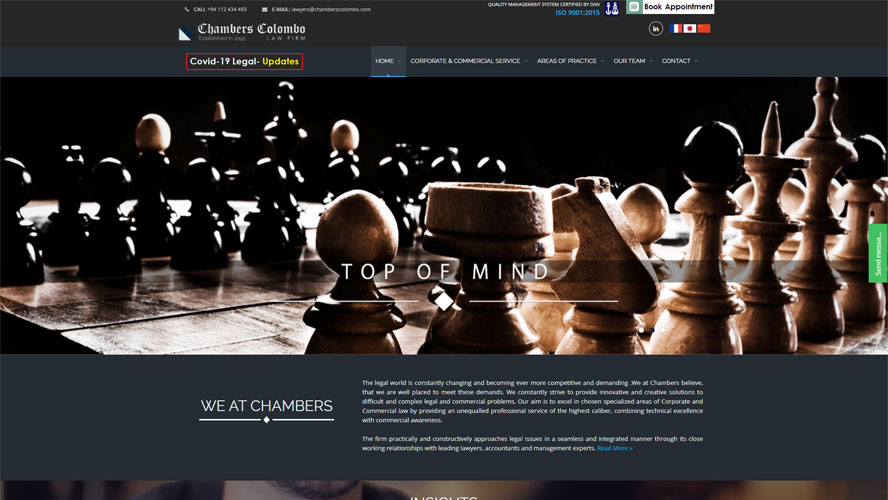 CALL +94 112 434 493
E-MAIL: lawyers@chamberscolombo.com
QUALITY MANAGEMENT SYSTEM CERTIFIED BY DNV
ISO 9001:2015
Book Appointment
Chambers Colombo
Established in 1995
LAW FIRM
in
Covid-19 Legal- Updates
HOME
CORPORATE & COMMERCIAL SERVICE
AREAS OF PRACTICE
OUR TEAM
CONTACT
Send messa...
TOP OF MIND
WE AT CHAMBERS
The legal world is constantly changing and becoming ever more competitive and demanding .We at Chambers believe,
that we are well placed to meet these demands. We constantly strive to provide innovative and creative solutions to
difficult and complex legal and commercial problems. Our aim is to excel in chosen specialized areas of Corporate and
Commercial law by providing an unequalled professional service of the highest caliber, combining technical excellence
with commercial awareness.
The firm practically and constructively approaches legal issues in a seamless and integrated manner through its close
working relationships with leading lawyers, accountants and management experts. Read More »
INSIGHTS